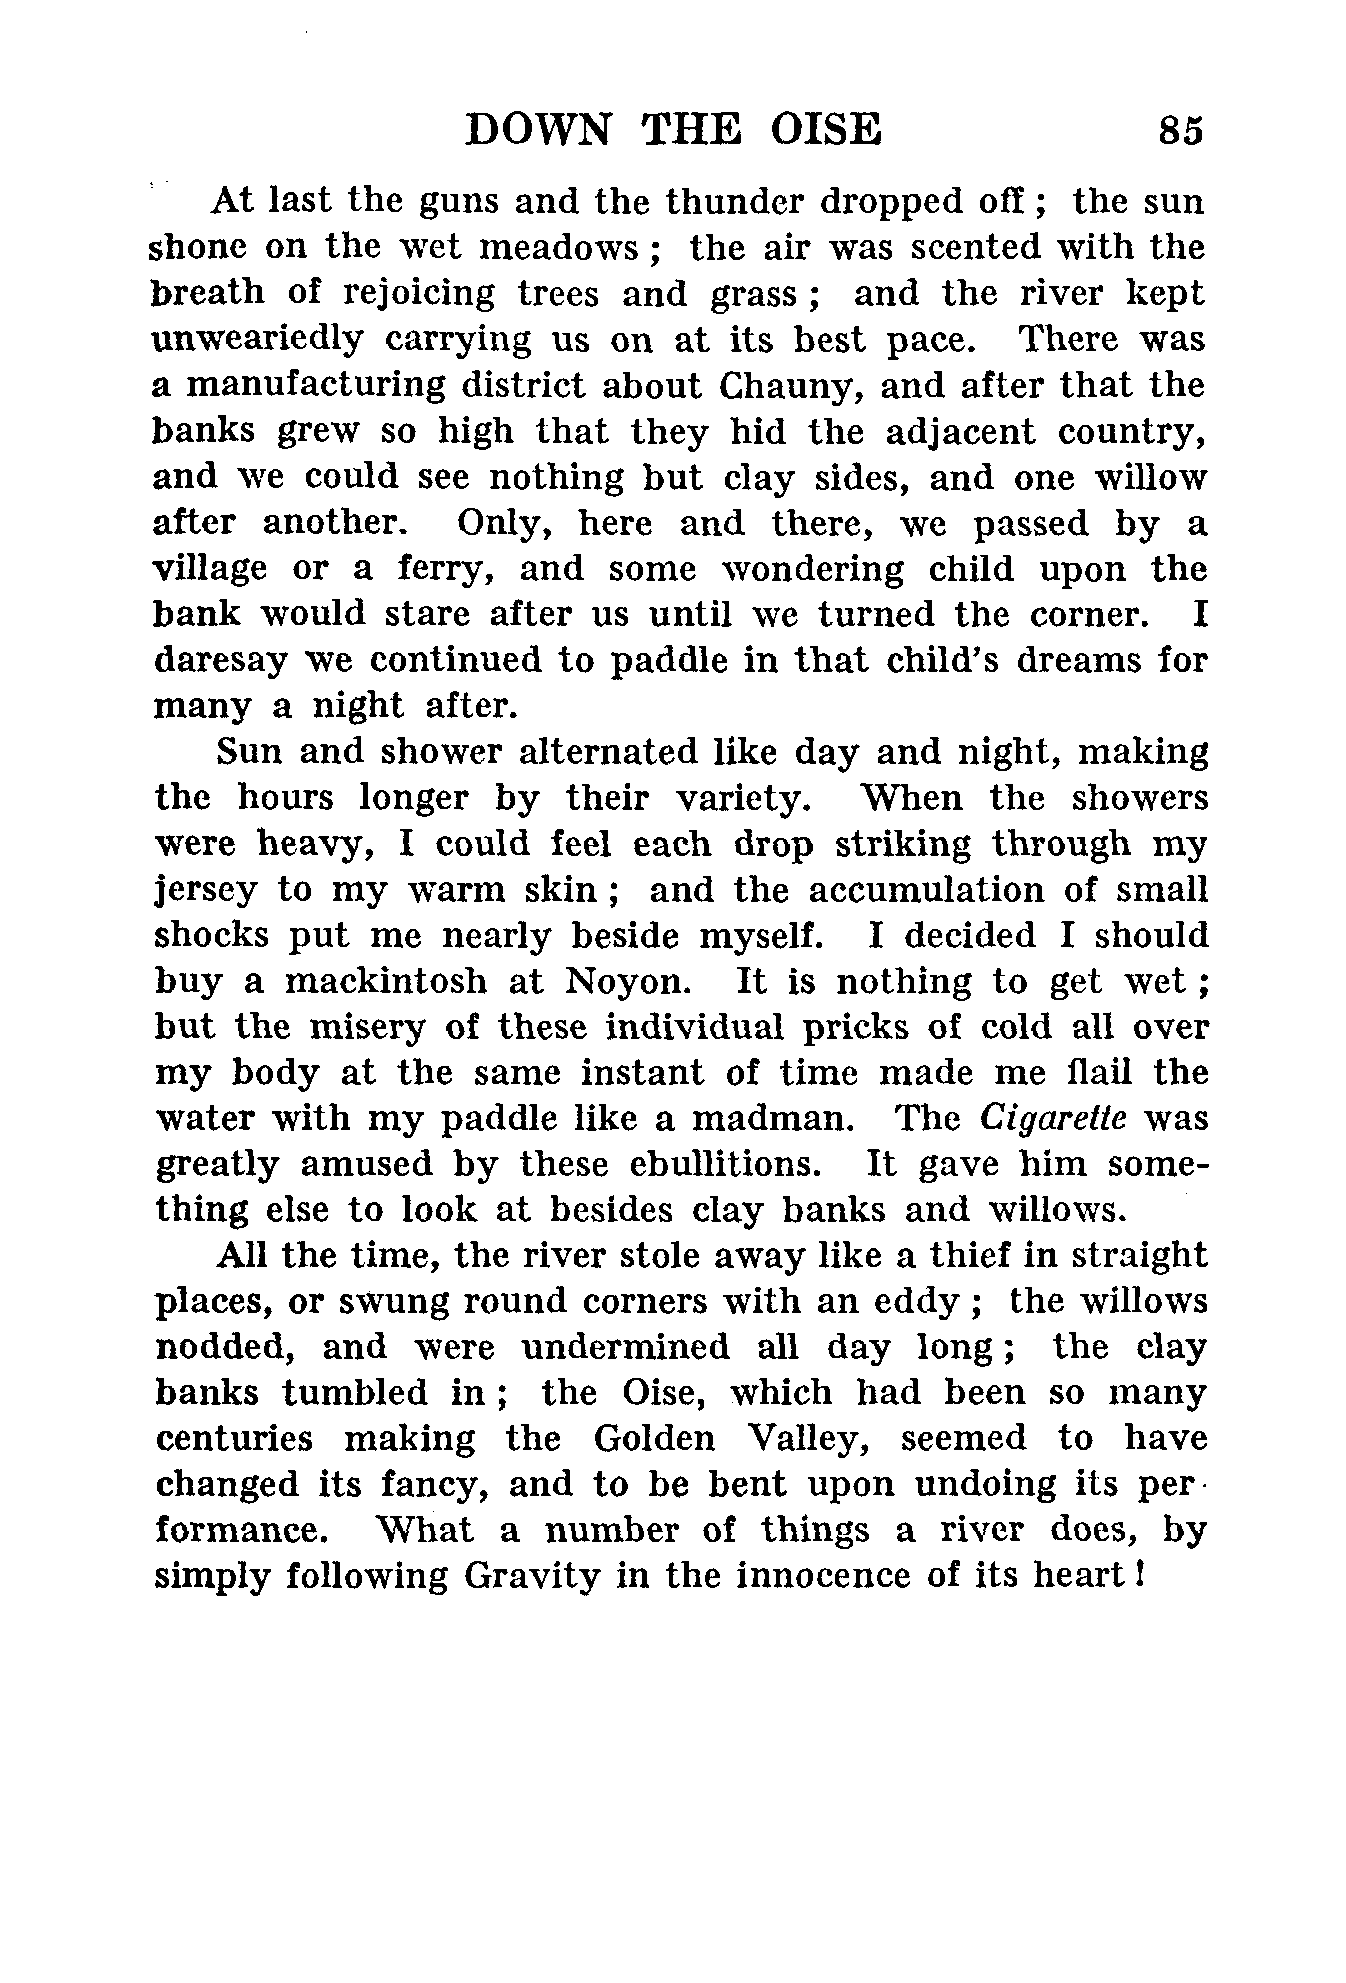 DOWN THE OISE 85
At last the guns and the thunder dropped off ; the sun
shone on the wet meadows ; the air was scented with the
breath of rejoicing trees and grass ; and the river kept
unweariedly carrying us on at its best pace. There was
a manufacturing district about Chauny, and after that the
banks grew so high that they hid the adjacent country,
and we could see nothing but clay sides, and one willow
after another. Only, here and there, we passed by a
village or a ferry, and some wondering child upon the
bank would stare after us until we turned the corner. I
daresay we continued to paddle in that child's dreams for
many a night after.
Sun and shower alternated like day and night, making
the hours longer by their variety. When the showers
were heavy, I could feel each drop striking through my
jersey to my warm skin ; and the accumulation of small
shocks put me nearly beside myself. I decided I should
buy a mackintosh at Noyon. It is nothing to get wet ;
but the misery of these individual pricks of cold all over
my body at the same instant of time made me flail the
water with my paddle like a madman. The Cigarette was
greatly amused by these ebullitions. It gave him some-
thing else to look at besides clay banks and willows.
All the time, the river stole away like a thief in straight
places, or swung round corners with an eddy ; the willows
nodded, and were undermined all day long ; the clay
banks tumbled in ; the Oise, which had been so many
centuries making the Golden Valley, seemed to have
changed its fancy, and to be bent upon undoing its per-
formance. What a number of things a river does, by
simply following Gravity in the innocence of its heart !